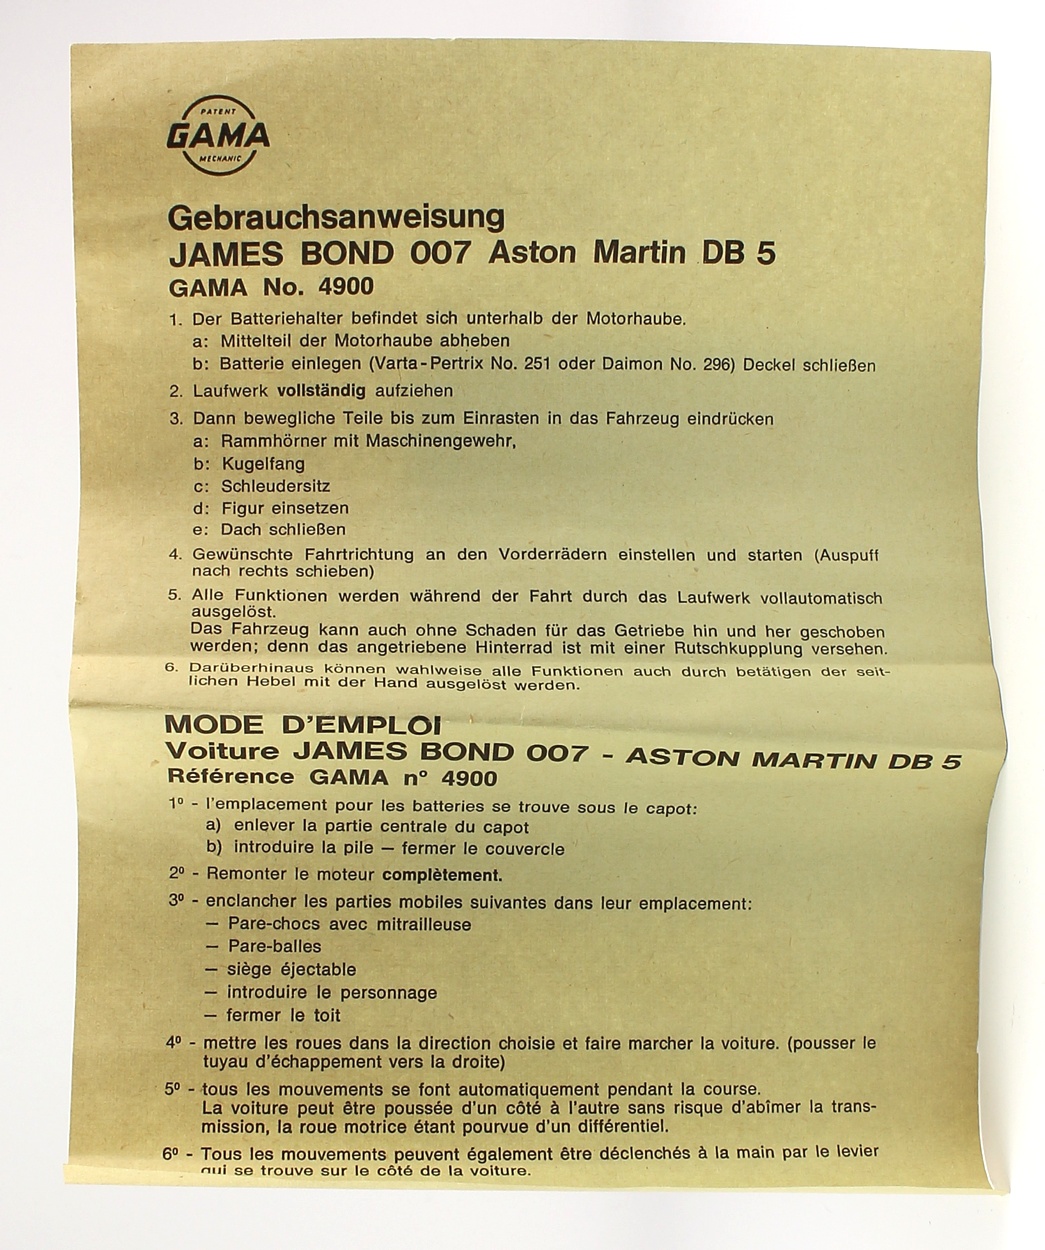 PATENT
GAMA
MECHANIC
Gebrauchsanweisung
JAMES BOND 007 Aston Martin DB 5
GAMA No. 4900
1. Der Batteriehalter befindet sich unterhalb der Motorhaube.
a: Mittelteil der Motorhaube abheben
b: Batterie einlegen (Varta-Pertrix No. 251 oder Daimon No. 296) Deckel schließen
2. Laufwerk vollständig aufziehen
3. Dann bewegliche Teile bis zum Einrasten in das Fahrzeug eindrücken
a: Rammhörner mit Maschinengewehr,
b: Kugelfang
c: Schleudersitz
d: Figur einsetzen
e: Dach schließen
4. Gewünschte Fahrtrichtung an den Vorderrädern einstellen und starten (Auspuff
nach rechts schieben)
5. Alle Funktionen werden während der Fahrt durch das Laufwerk vollautomatisch
ausgelöst.
Das Fahrzeug kann auch ohne Schaden für das Getriebe hin und her geschoben
werden; denn das angetriebene Hinterrad ist mit einer Rutschkupplung versehen.
6. Darüberhinaus können wahlweise alle Funktionen auch durch betätigen der seit-
lichen Hebel mit der Hand ausgelöst werden.
MODE D'EMPLOI
Voiture JAMES BOND 007 - ASTON MARTIN DB 5
Référence GAMA nº 4900
1º - l'emplacement pour les batteries se trouve sous le capot:
a) enlever la partie centrale du capot
b) introduire la pile — fermer le couvercle
2º - Remonter le moteur complètement.
3º - enclancher les parties mobiles suivantes dans leur emplacement:
— Pare-chocs avec mitrailleuse
— Pare-balles
— siège éjectable
— introduire le personnage
— fermer le toit
4º - mettre les roues dans la direction choisie et faire marcher la voiture. (pousser le
tuyau d'échappement vers la droite)
5º - tous les mouvements se font automatiquement pendant la course.
La voiture peut être poussée d'un côté à l'autre sans risque d'abîmer la trans-
mission, la roue motrice étant pourvue d'un différentiel.
6º - Tous les mouvements peuvent également être déclenchés à la main par le levier
qui se trouve sur le côté de la voiture.